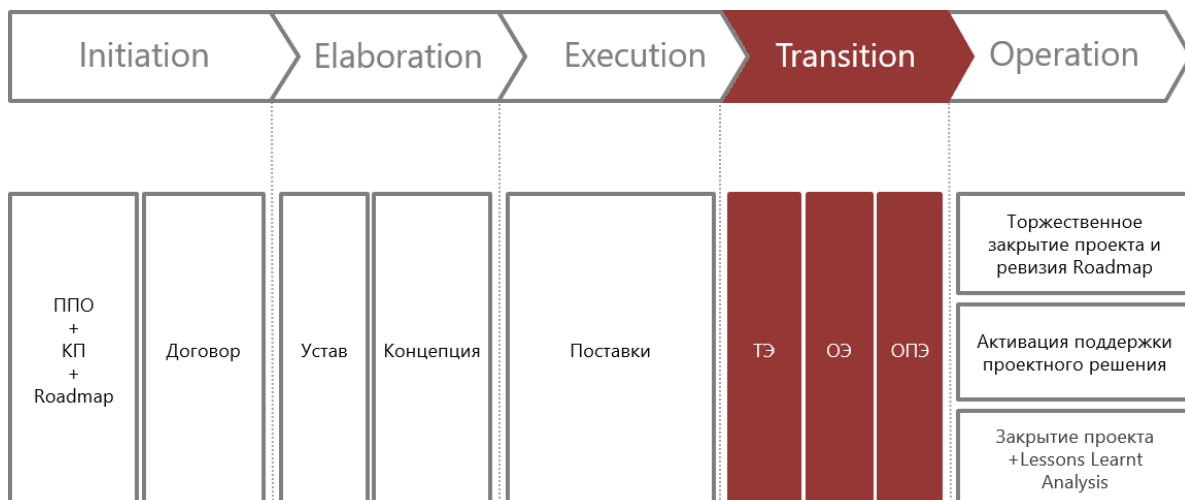 Initiation
Elaboration
Execution
Transition
Operation
ППО
+
КП
+
Roadmap
Договор
Устав
Концепция
Поставки
ТЭ
ОЭ
ОПЭ
Торжественное
закрытие проекта и
ревизия Roadmap
Активация поддержки
проектного решения
Закрытие проекта
+Lessons Learnt
Analysis